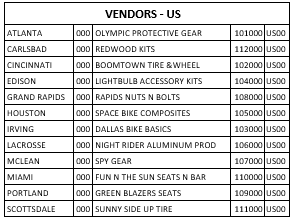 VENDORS - US
ATLANTA 000 OLYMPIC PROTECTIVE GEAR 101000 US00
CARLSBAD 000 REDWOOD KITS 112000 US00
CINCINNATI 000 BOOMTOWN TIRE &WHEEL 102000 US00
EDISON 000 LIGHTBULB ACCESSORY KITS 104000 US00
GRAND RAPIDS 000 RAPIDS NUTS N BOLTS 108000 US00
HOUSTON 000 SPACE BIKE COMPOSITES 105000 US00
IRVING 000 DALLAS BIKE BASICS 103000 US00
LACROSSE 000 NIGHT RIDER ALUMINUM PROD 106000 US00
MCLEAN 000 SPY GEAR 107000 US00
MIAMI 000 FUN N THE SUN SEATS N BAR 110000 US00
PORTLAND 000 GREEN BLAZERS SEATS 109000 US00
SCOTTSDALE 000 SUNNY SIDE UP TIRE 111000 US00